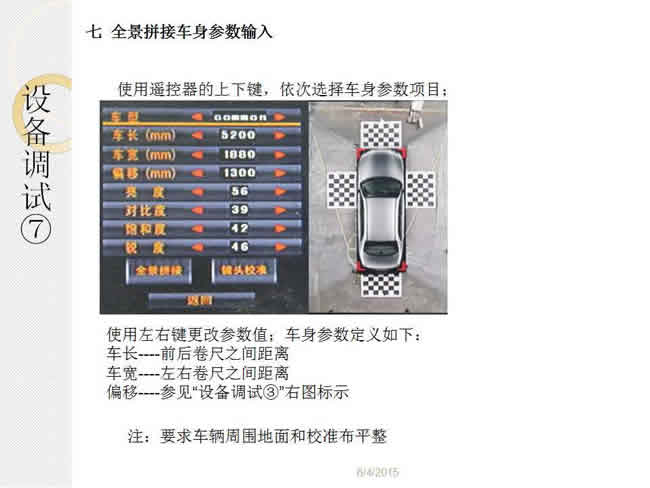 七 全景拼接车身参数输入
设备调试⑦
使用遥控器的上下键，依次选择车身参数项目；
车型 COMMON
车长(mm) 5200
车宽(mm) 1880
偏移(mm) 1300
亮度 56
对比度 39
饱和度 42
锐度 46
全景拼接 镜头校准
返回
使用左右键更改参数值；车身参数定义如下：
车长----前后卷尺之间距离
车宽----左右卷尺之间距离
偏移----参见“设备调试③”右图标示
注：要求车辆周围地面和校准布平整
6/4/2015